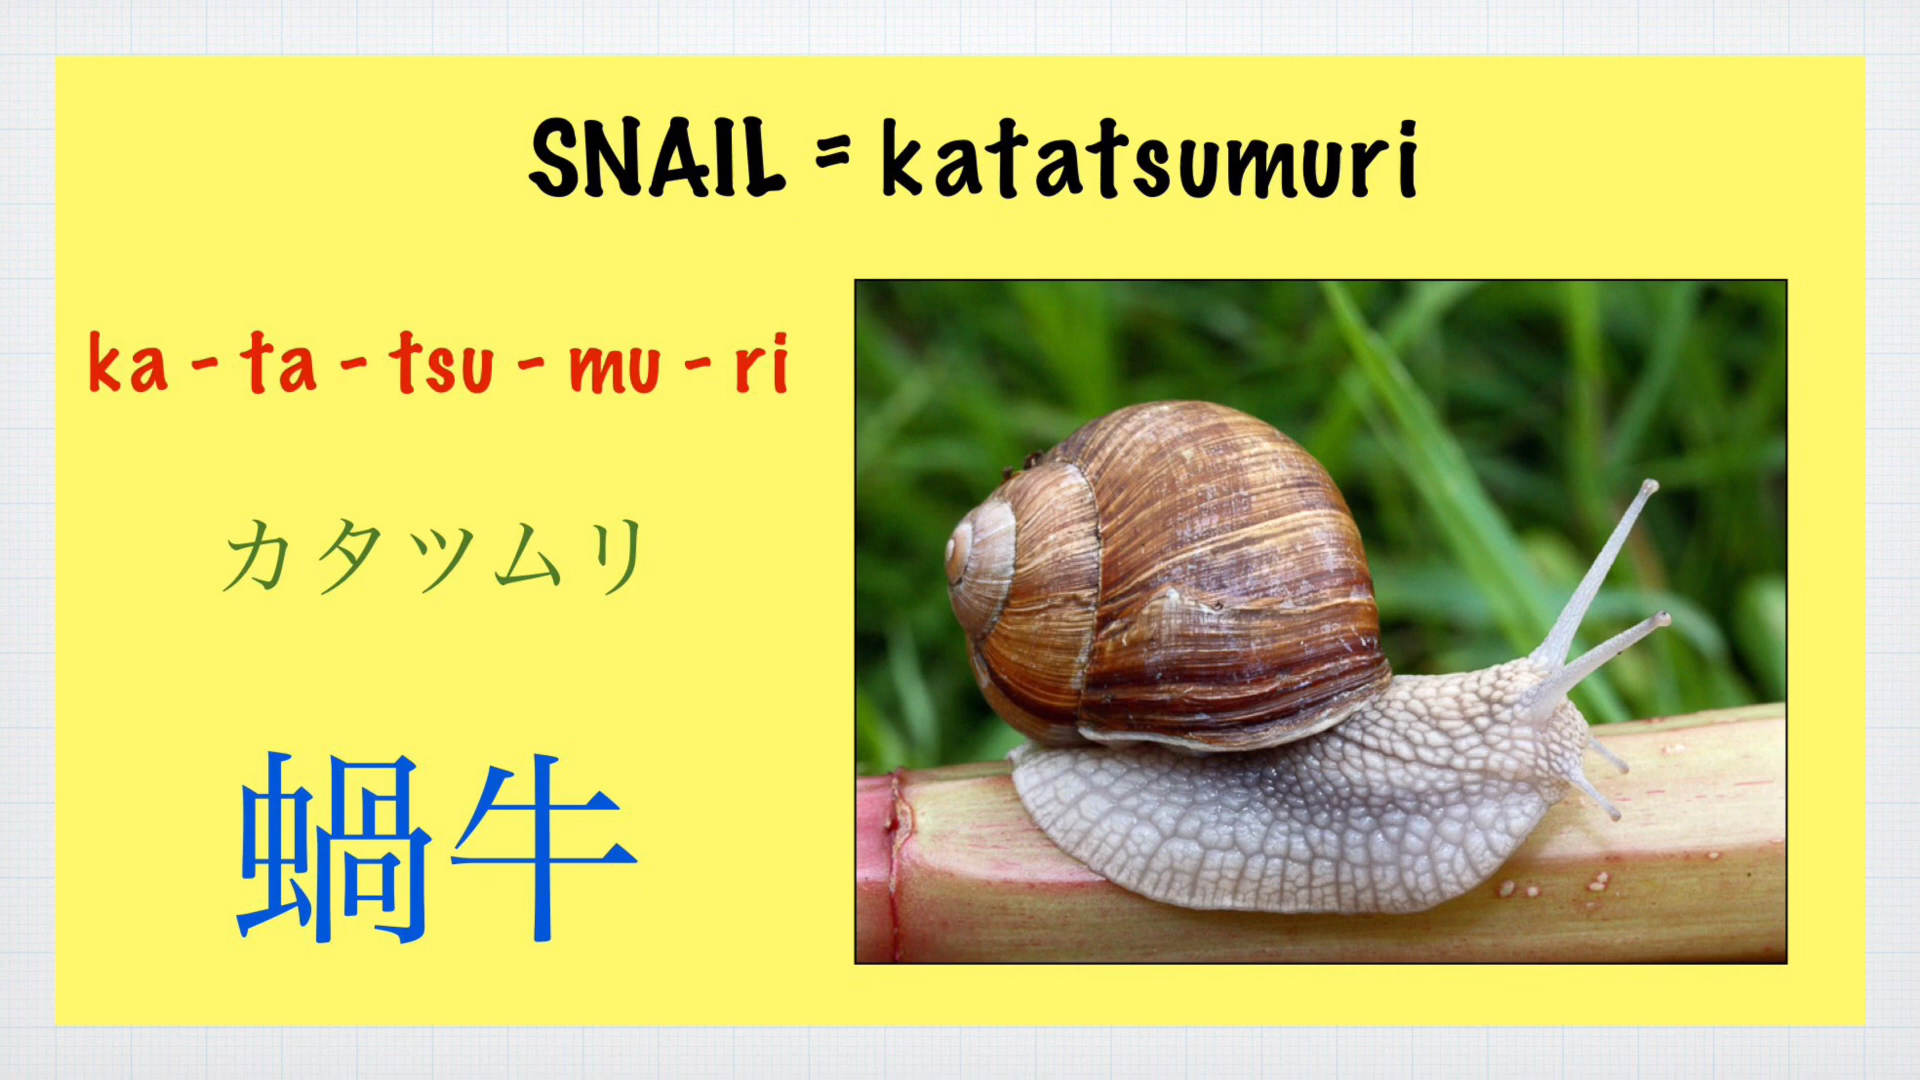 SNAIL = katatsumuri
ka - ta - tsu - mu - ri
カタツムリ
蝸牛